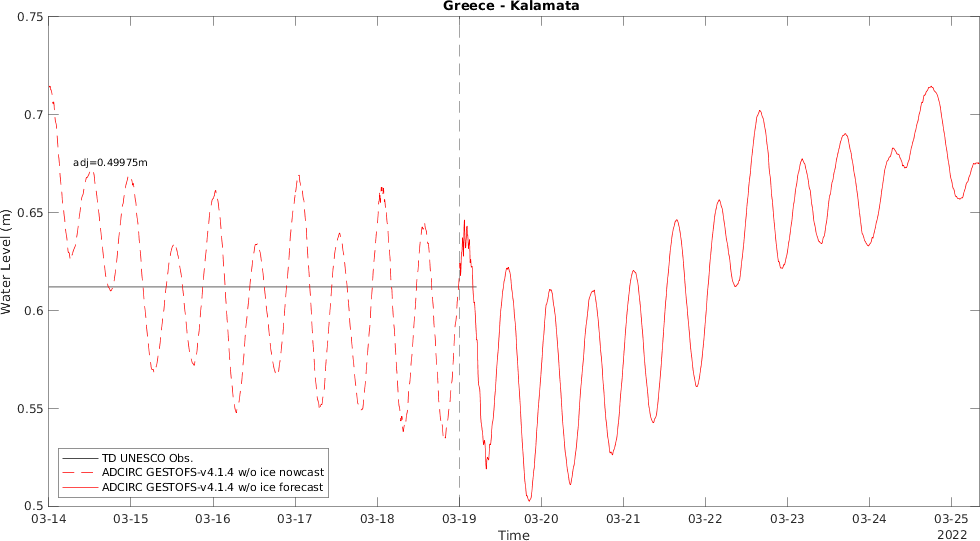 Greece - Kalamata
0.75
0.7
0.65
0.6
0.55
0.5
Water Level (m)
adj=0.49975m
TD UNESCO Obs.
ADCIRC GESTOFS-v4.1.4 w/o ice nowcast
ADCIRC GESTOFS-v4.1.4 w/o ice forecast
03-14 03-15 03-16 03-17 03-18 03-19 03-20 03-21 03-22 03-23 03-24 03-25
2022
Time